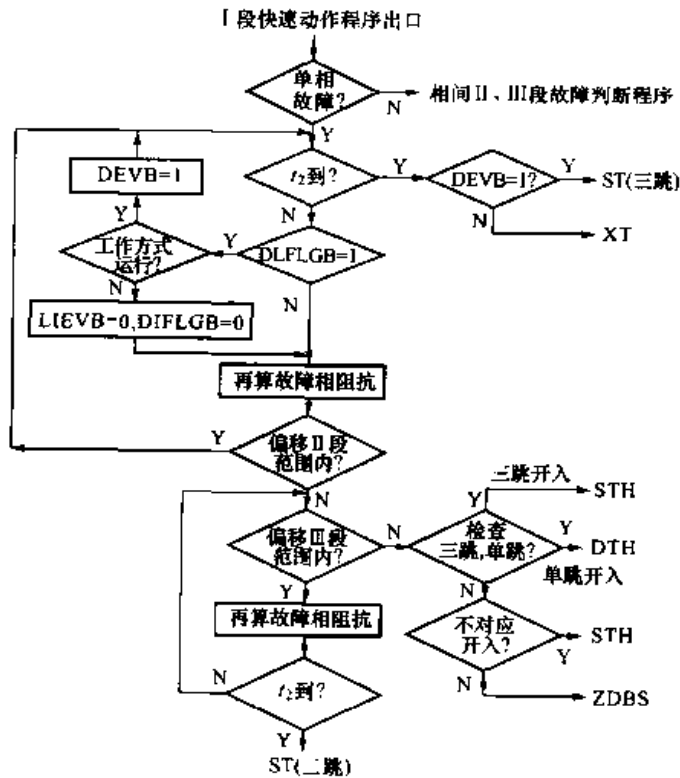 Ⅰ段快速动作程序出口
单相
故障?
N
相间Ⅱ、Ⅲ段故障判断程序
Y
DEVB=1
t₂到?
Y
DEVB=1?
Y
ST(三跳)
N
XT
Y
N
工作方式
运行?
Y
DLFLGB=1
N
N
LIEVB=0,DIFLGB=0
再算故障相阻抗
Y
偏移Ⅱ段
范围内?
N
三跳开入
STH
Y
偏移Ⅲ段
范围内?
N
检查
三跳,单跳?
Y
DTH
单跳开入
Y
N
再算故障相阻抗
不对应
开入?
STH
Y
N
t₂到?
N
ZDBS
Y
ST(二跳)